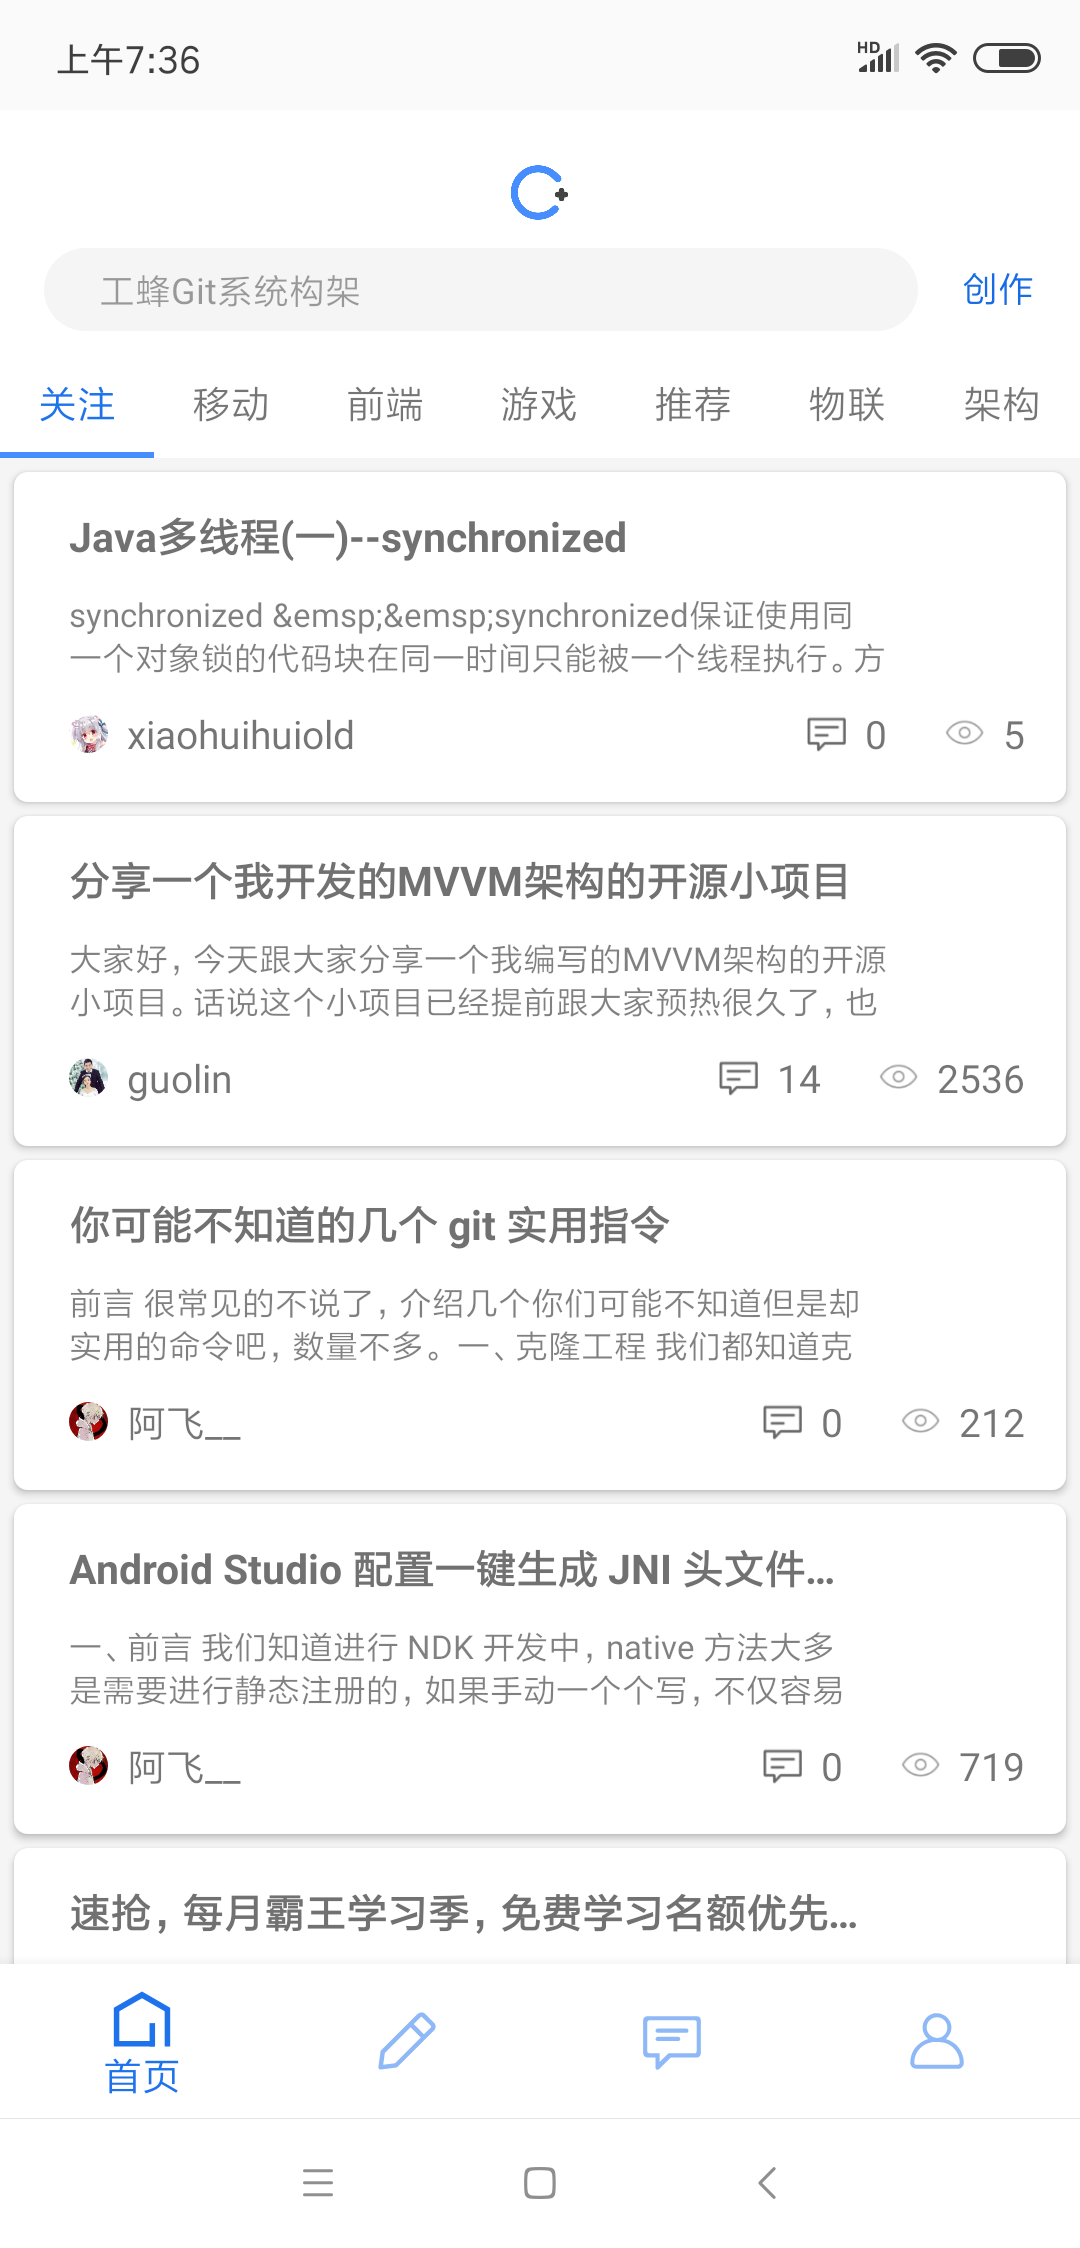 上午7:36
HD
工蜂Git系统构架
创作
关注 移动 前端 游戏 推荐 物联 架构
Java多线程(一)--synchronized
synchronized &emsp;&emsp;synchronized保证使用同
一个对象锁的代码块在同一时间只能被一个线程执行。方
xiaohuihuiold 0 5
分享一个我开发的MVVM架构的开源小项目
大家好，今天跟大家分享一个我编写的MVVM架构的开源
小项目。话说这个小项目已经提前跟大家预热很久了，也
guolin 14 2536
你可能不知道的几个 git 实用指令
前言 很常见的不说了，介绍几个你们可能不知道但是却
实用的命令吧，数量不多。一、克隆工程 我们都知道克
阿飞__ 0 212
Android Studio 配置一键生成 JNI 头文件...
一、前言 我们知道进行 NDK 开发中，native 方法大多
是需要进行静态注册的，如果手动一个个写，不仅容易
阿飞__ 0 719
速抢，每月霸王学习季，免费学习名额优先...
首页